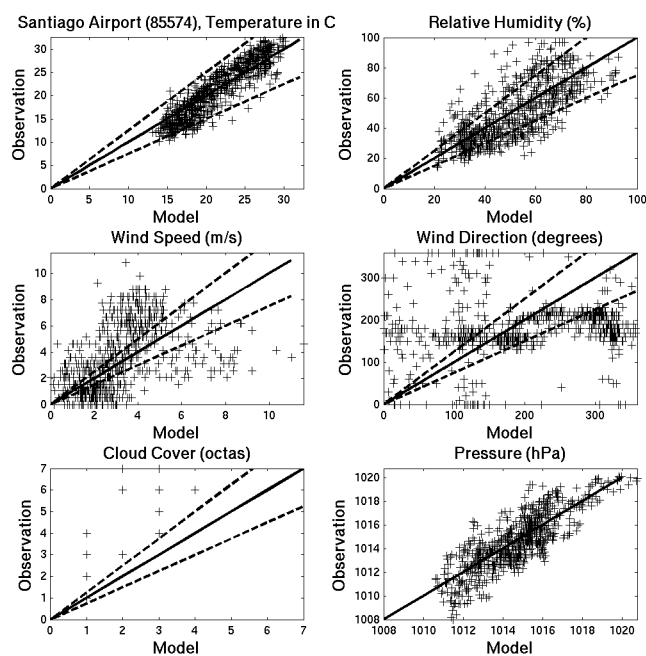 Santiago Airport (85574), Temperature in C
Relative Humidity (%)
30
25
20
15
10
5
0
Observation
0 5 10 15 20 25 30
Model
100
80
60
40
20
0
Observation
0 20 40 60 80 100
Model
Wind Speed (m/s)
Wind Direction (degrees)
10
8
6
4
2
0
Observation
0 2 4 6 8 10
Model
300
200
100
0
Observation
0 100 200 300
Model
Cloud Cover (octas)
Pressure (hPa)
7
6
5
4
3
2
1
0
Observation
0 1 2 3 4 5 6 7
Model
1020
1018
1016
1014
1012
1010
1008
Observation
1008 1010 1012 1014 1016 1018 1020
Model